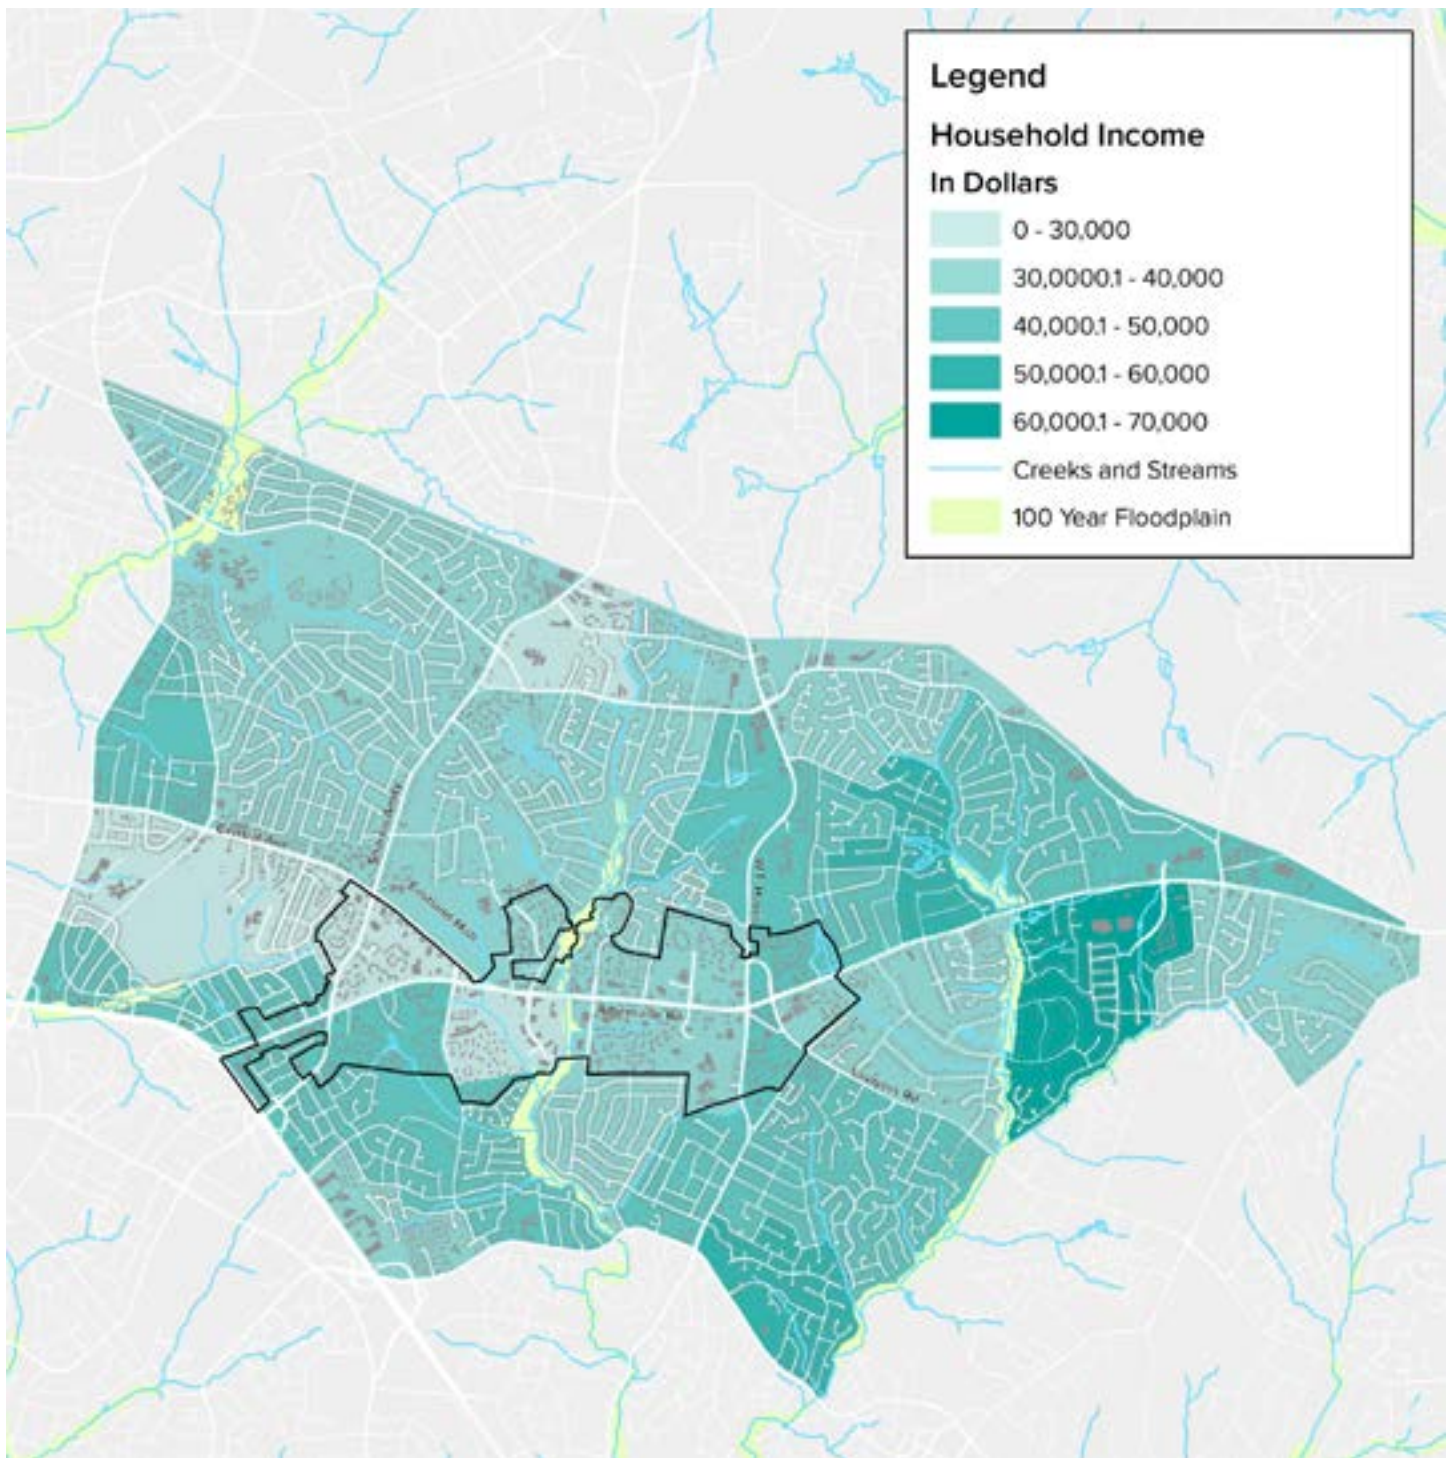 Legend
Household Income
In Dollars
0 - 30,000
30,0000.1 - 40,000
40,000.1 - 50,000
50,000.1 - 60,000
60,000.1 - 70,000
Creeks and Streams
100 Year Floodplain
Rd